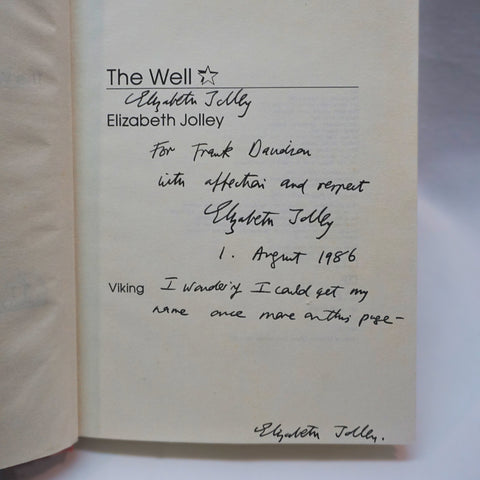 The Well
Elizabeth Jolley
Elizabeth Jolley
For Frank Davidson
with affection and respect
Elizabeth Jolley
1. August 1986
Viking
I wonder if I could get my
name once more on this page –
Elizabeth Jolley.